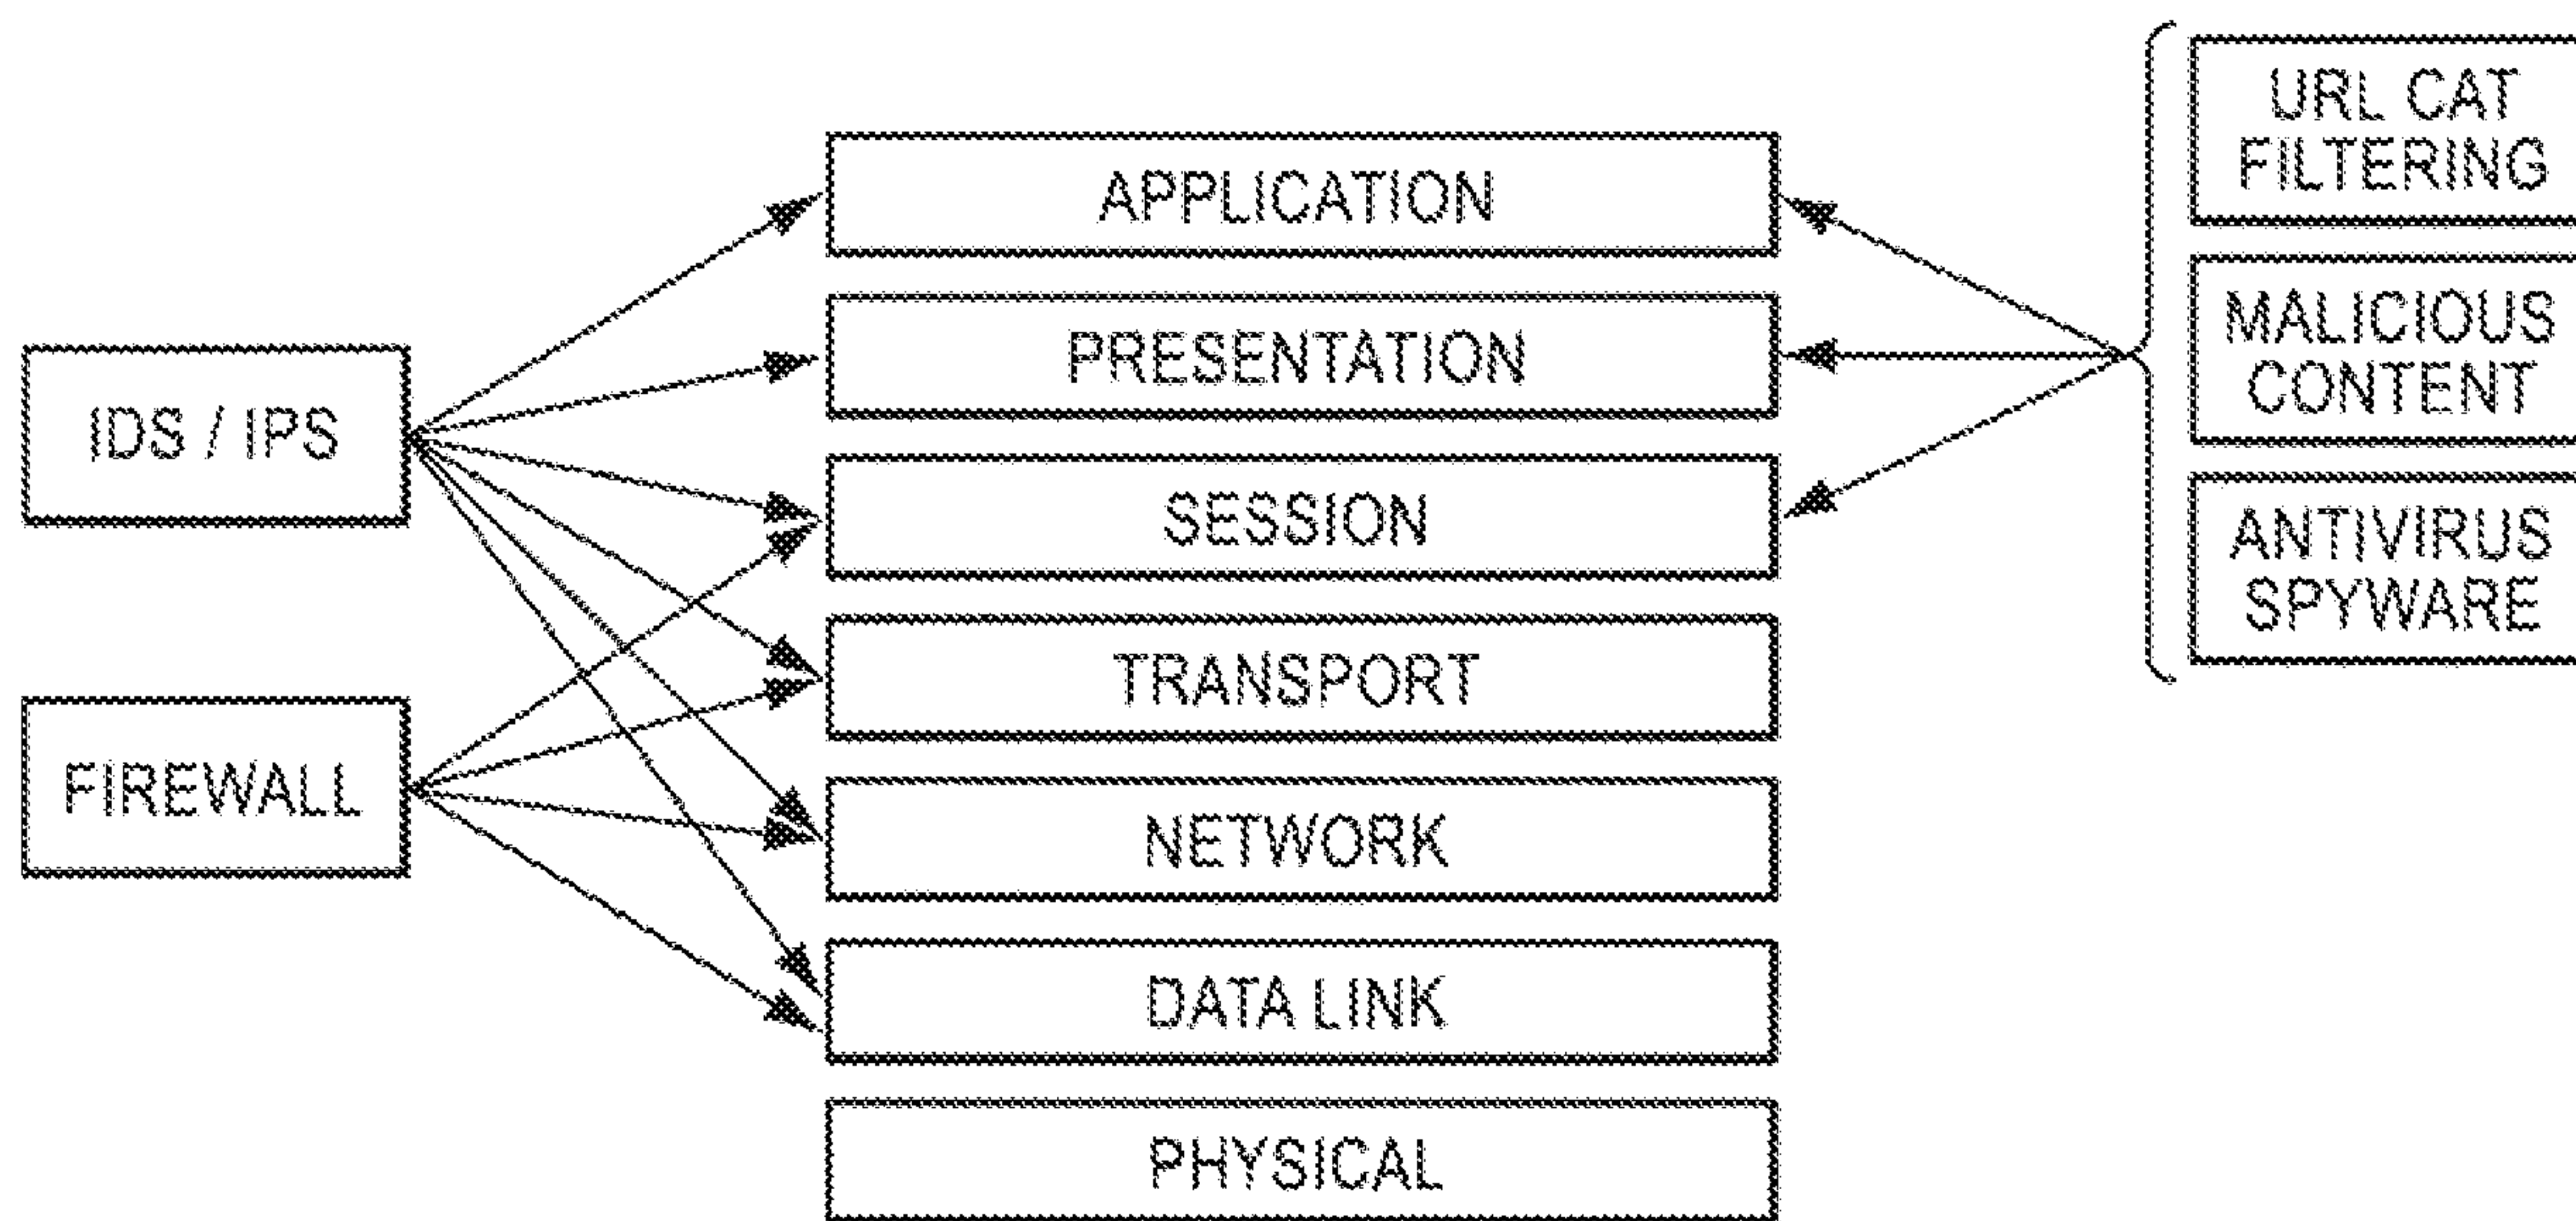 IDS / IPS
FIREWALL
APPLICATION
PRESENTATION
SESSION
TRANSPORT
NETWORK
DATA LINK
PHYSICAL
URL CAT
FILTERING
MALICIOUS
CONTENT
ANTIVIRUS
SPYWARE